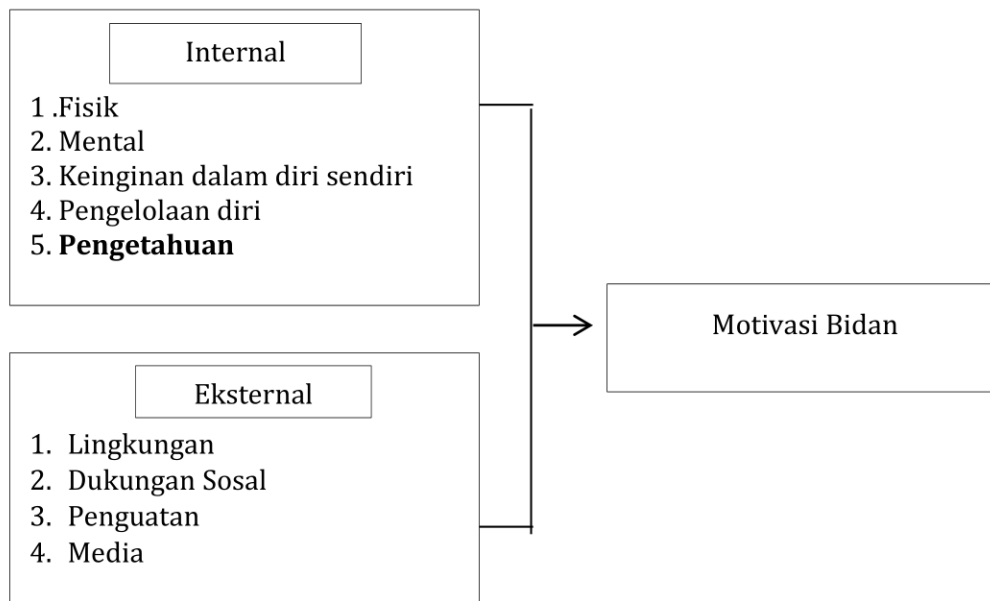 Internal
1 .Fisik
2. Mental
3. Keinginan dalam diri sendiri
4. Pengelolaan diri
5. Pengetahuan
Eksternal
1. Lingkungan
2. Dukungan Sosal
3. Penguatan
4. Media
Motivasi Bidan